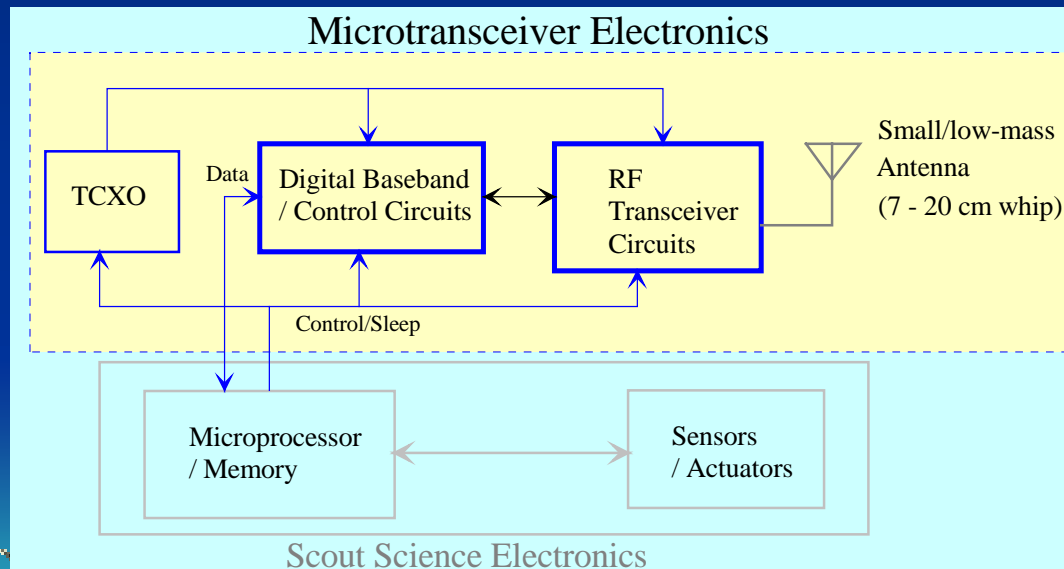 Microtransceiver Electronics
TCXO
Data
Digital Baseband
/ Control Circuits
RF
Transceiver
Circuits
Small/low-mass
Antenna
(7 - 20 cm whip)
Control/Sleep
Microprocessor
/ Memory
Sensors
/ Actuators
Scout Science Electronics